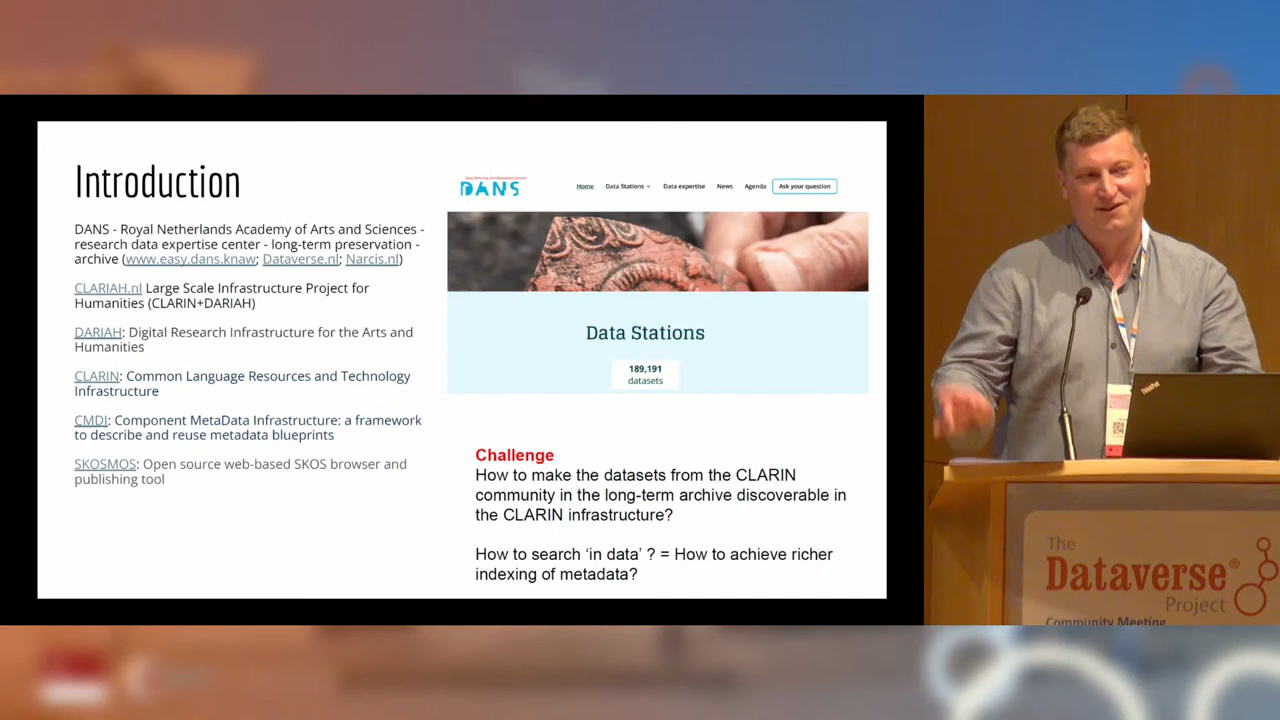 Introduction
DANS - Royal Netherlands Academy of Arts and Sciences -
research data expertise center - long-term preservation -
archive (www.easy.dans.knaw; Dataverse.nl; Narcis.nl)
CLARIAH.nl Large Scale Infrastructure Project for
Humanities (CLARIN+DARIAH)
DARIAH: Digital Research Infrastructure for the Arts and
Humanities
CLARIN: Common Language Resources and Technology
Infrastructure
CMDI: Component MetaData Infrastructure: a framework
to describe and reuse metadata blueprints
SKOSMOS: Open source web-based SKOS browser and
publishing tool
DANS
Home Data Stations Data expertise News Agenda Ask your question
Data Stations
189,191
datasets
Challenge
How to make the datasets from the CLARIN
community in the long-term archive discoverable in
the CLARIN infrastructure?
How to search ‘in data’ ? = How to achieve richer
indexing of metadata?
ThinkPad
The
Dataverse®
Project
Community Meeting